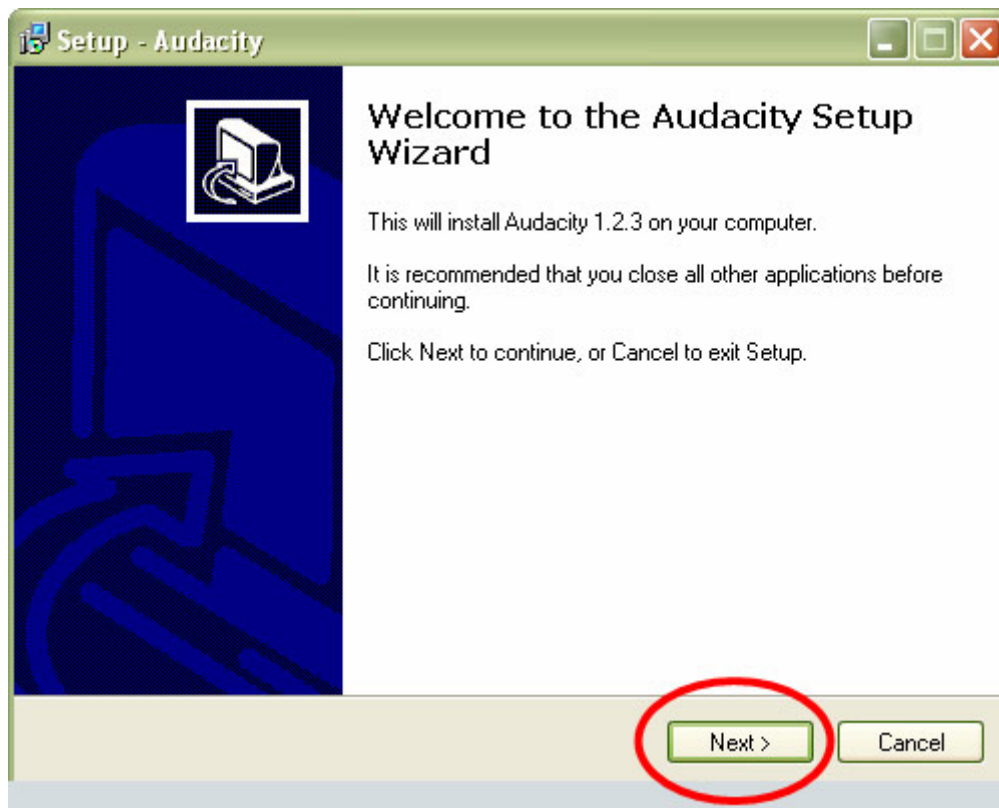 Setup - Audacity
Welcome to the Audacity Setup
Wizard
This will install Audacity 1.2.3 on your computer.
It is recommended that you close all other applications before
continuing.
Click Next to continue, or Cancel to exit Setup.
Next >
Cancel